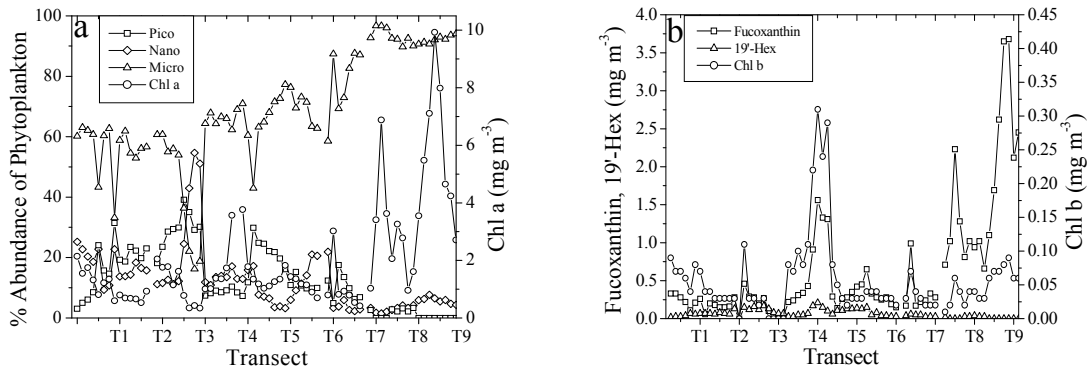 a
Pico
Nano
Micro
Chl a
% Abundance of Phytoplankton
100
80
60
40
20
0
T1 T2 T3 T4 T5 T6 T7 T8 T9
Transect
10
8
6
4
2
0
Chl a (mg m⁻³)
b
Fucoxanthin
19'-Hex
Chl b
Fucoxanthin, 19'-Hex (mg m⁻³)
4.0
3.5
3.0
2.5
2.0
1.5
1.0
0.5
0.0
T1 T2 T3 T4 T5 T6 T7 T8 T9
Transect
0.45
0.40
0.35
0.30
0.25
0.20
0.15
0.10
0.05
0.00
Chl b (mg m⁻³)